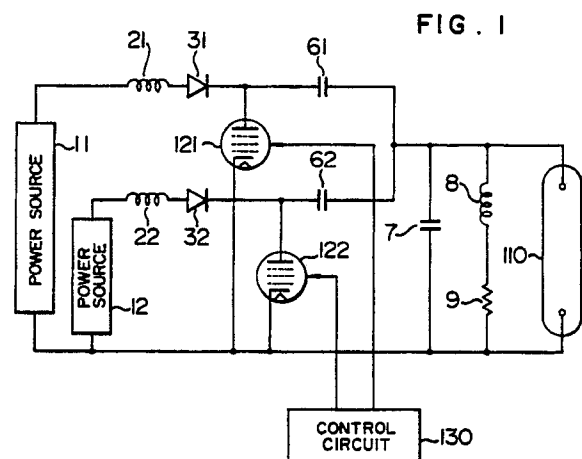 FIG. 1
21
31
61
11
POWER SOURCE
121
62
8
22
32
7
110
POWER
SOURCE
122
9
12
CONTROL
CIRCUIT
130